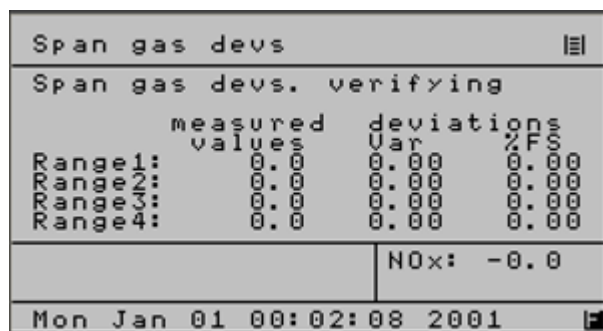 Span gas devs
Span gas devs. verifying
measured deviations
values Var %FS
Range1: 0.0 0.00 0.00
Range2: 0.0 0.00 0.00
Range3: 0.0 0.00 0.00
Range4: 0.0 0.00 0.00
NOx: -0.0
Mon Jan 01 00:02:08 2001